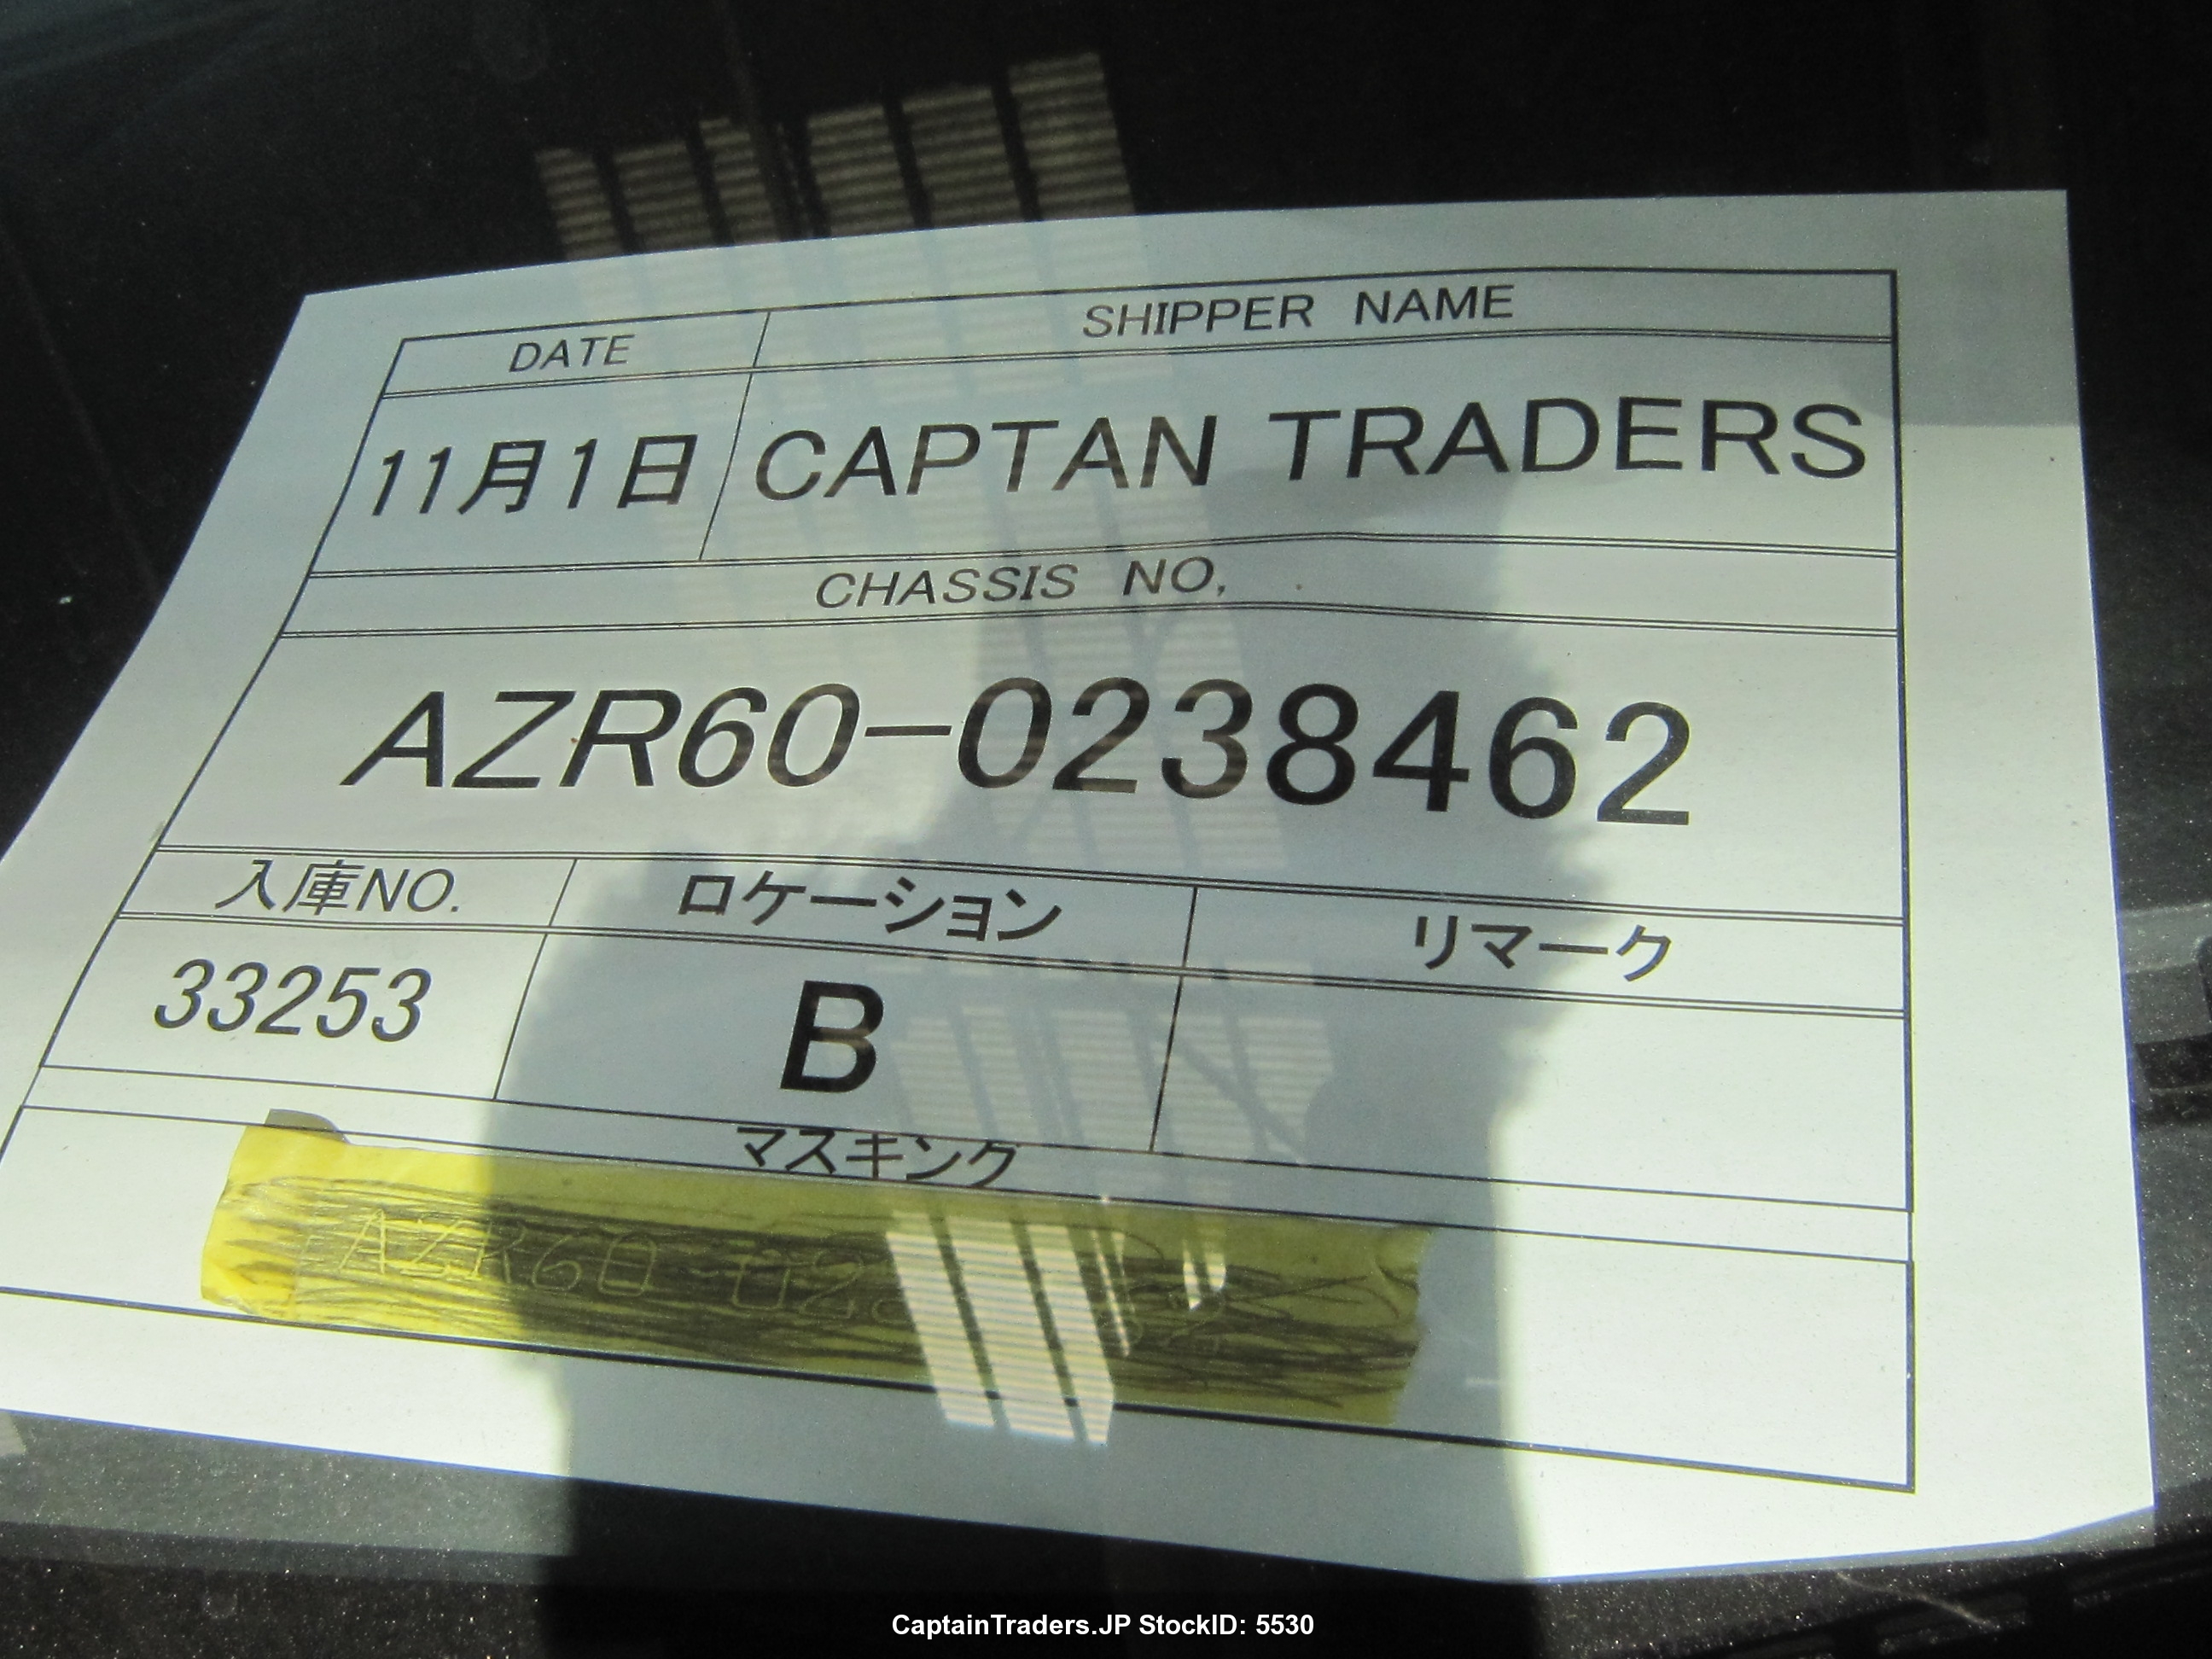 DATE SHIPPER NAME
11月1日 CAPTAN TRADERS
CHASSIS NO,
AZR60-0238462
入庫NO. ロケーション リマーク
33253 B
マスキング
AZR60-02
CaptainTraders.JP StockID: 5530